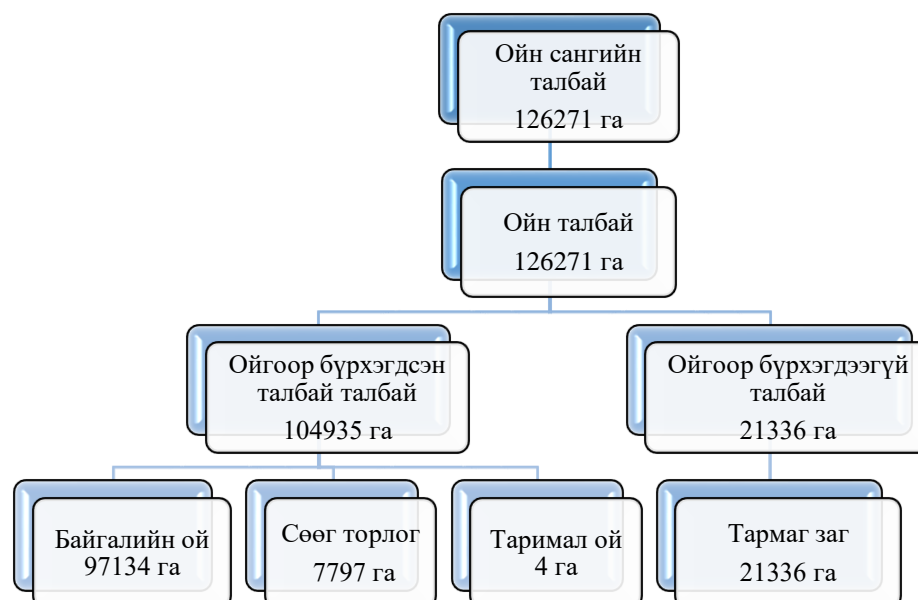 Ойн сангийн
талбай
126271 га
Ойн талбай
126271 га
Ойгоор бүрхэгдсэн
талбай талбай
104935 га
Ойгоор бүрхэгдээгүй
талбай
21336 га
Байгалийн ой
97134 га
Сөөг торлог
7797 га
Таримал ой
4 га
Тармаг заг
21336 га